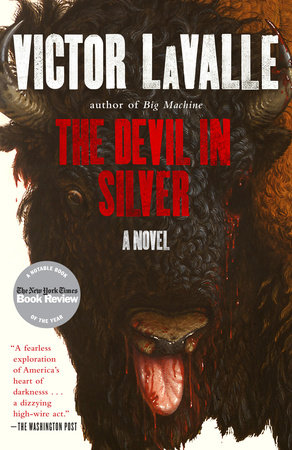 VICTOR LAVALLE
author of Big Machine
THE DEVIL IN
SILVER
A NOVEL
A NOTABLE BOOK
The New York Times
Book Review
OF THE YEAR
“A fearless
exploration
of America’s
heart of
darknesss . . .
a dizzying
high-wire act.”
—THE WASHINGTON POST